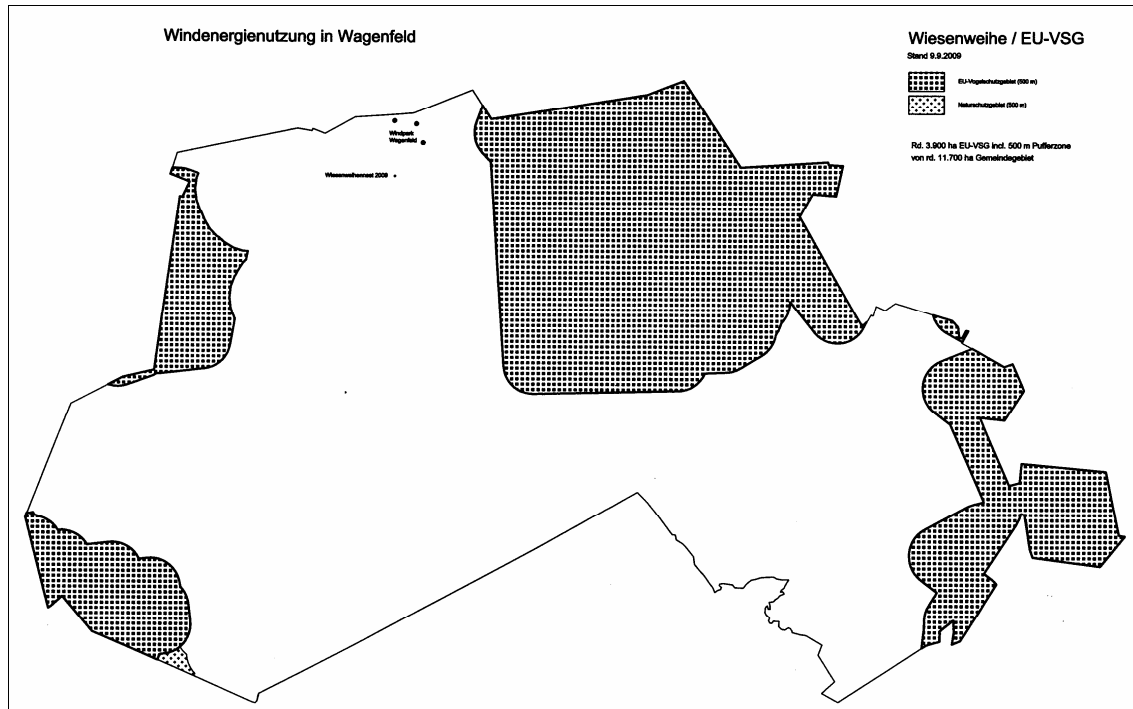 Windenergienutzung in Wagenfeld
Wiesenweihe / EU-VSG
Stand 9.9.2009
EU-Vogelschutzgebiet (500 m)
Naturschutzgebiet (500 m)
Rd. 3.900 ha EU-VSG incl. 500 m Pufferzone
von rd. 11.700 ha Gemeindegebiet
Windpark
Wagenfeld
Wiesenweihennest 2009